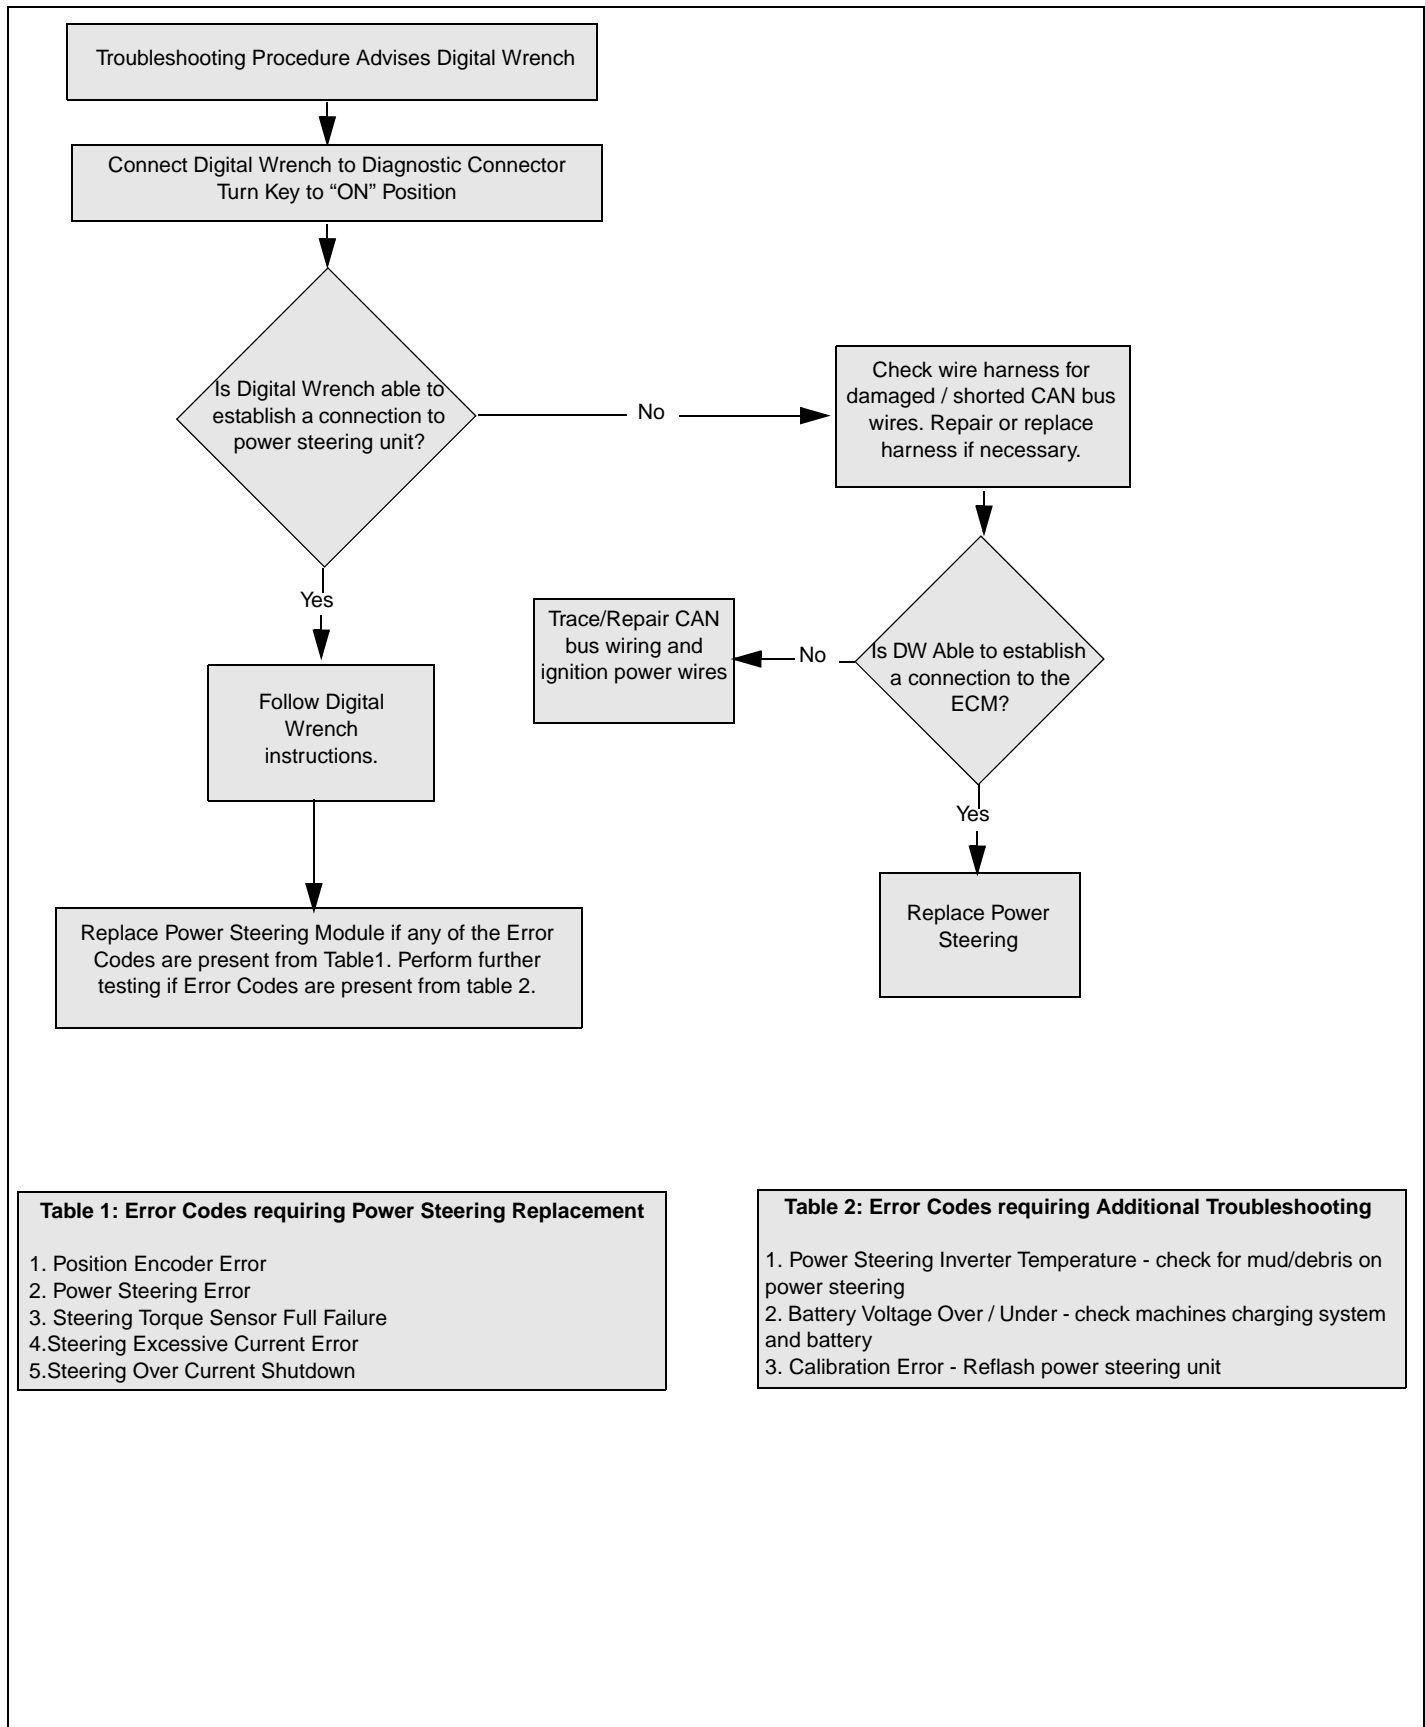 Troubleshooting Procedure Advises Digital Wrench
Connect Digital Wrench to Diagnostic Connector
Turn Key to “ON” Position
Is Digital Wrench able to
establish a connection to
power steering unit?
No
Check wire harness for
damaged / shorted CAN bus
wires. Repair or replace
harness if necessary.
Yes
Trace/Repair CAN
bus wiring and
ignition power wires
No
Is DW Able to establish
a connection to the
ECM?
Follow Digital
Wrench
instructions.
Yes
Replace Power
Steering
Replace Power Steering Module if any of the Error
Codes are present from Table1. Perform further
testing if Error Codes are present from table 2.
Table 1: Error Codes requiring Power Steering Replacement
1. Position Encoder Error
2. Power Steering Error
3. Steering Torque Sensor Full Failure
4.Steering Excessive Current Error
5.Steering Over Current Shutdown
Table 2: Error Codes requiring Additional Troubleshooting
1. Power Steering Inverter Temperature - check for mud/debris on
power steering
2. Battery Voltage Over / Under - check machines charging system
and battery
3. Calibration Error - Reflash power steering unit